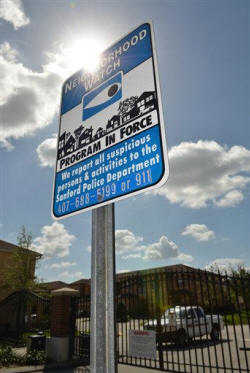 NEIGHBORHOOD
WATCH
PROGRAM IN FORCE
We report all suspicious
persons & activities to the
Sanford Police Department
407-688-5199 or 911